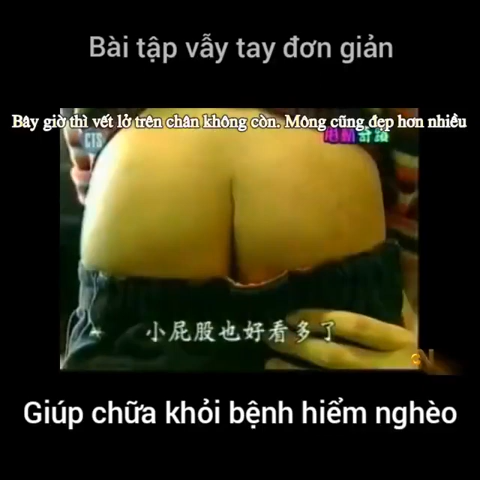 Bài tập vẫy tay đơn giản
Bây giờ thì vết lở trên chân không còn. Mông cũng đẹp hơn nhiều
CTS
小屁股也好看多了
Giúp chữa khỏi bệnh hiểm nghèo